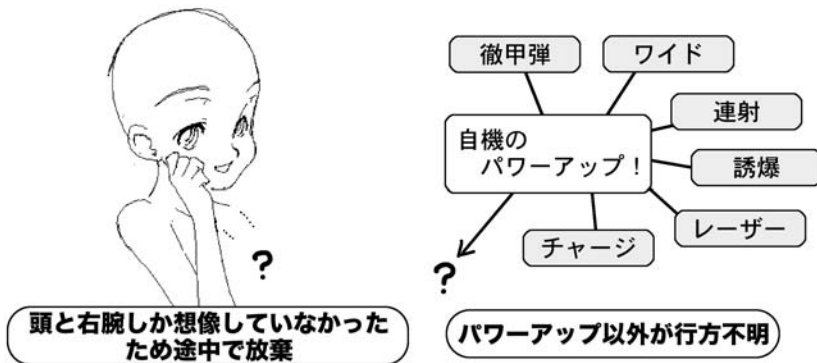 ?
頭と右腕しか想像していなかった
ため途中で放棄
徹甲弾
ワイド
連射
自機の
パワーアップ！
誘爆
レーザー
チャージ
?
パワーアップ以外が行方不明